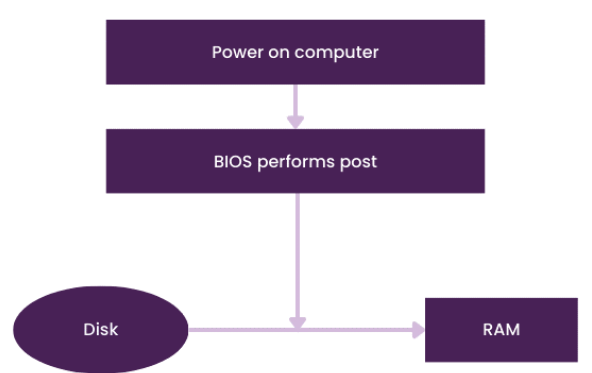 Power on computer
BIOS performs post
Disk
RAM